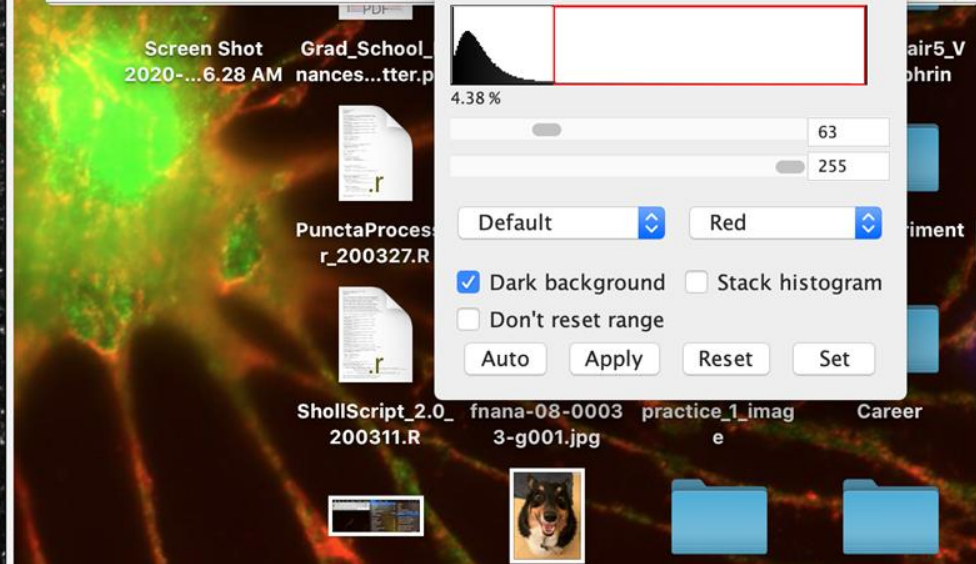 PDF
Screen Shot
2020-...6.28 AM
Grad_School_
nances...tter.p
air5_V
phrin
4.38 %
63
255
.r
PunctaProcess
r_200327.R
Default
Red
riment
Dark background
Stack histogram
Don't reset range
Auto
Apply
Reset
Set
.r
ShollScript_2.0_
200311.R
fnana-08-0003
3-g001.jpg
practice_1_imag
e
Career